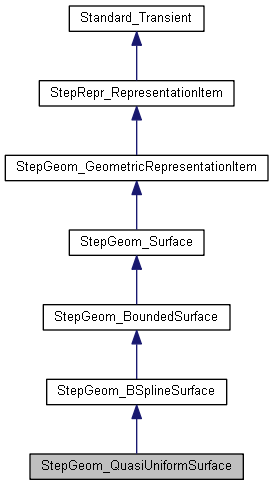 Standard_Transient
StepRepr_RepresentationItem
StepGeom_GeometricRepresentationItem
StepGeom_Surface
StepGeom_BoundedSurface
StepGeom_BSplineSurface
StepGeom_QuasiUniformSurface